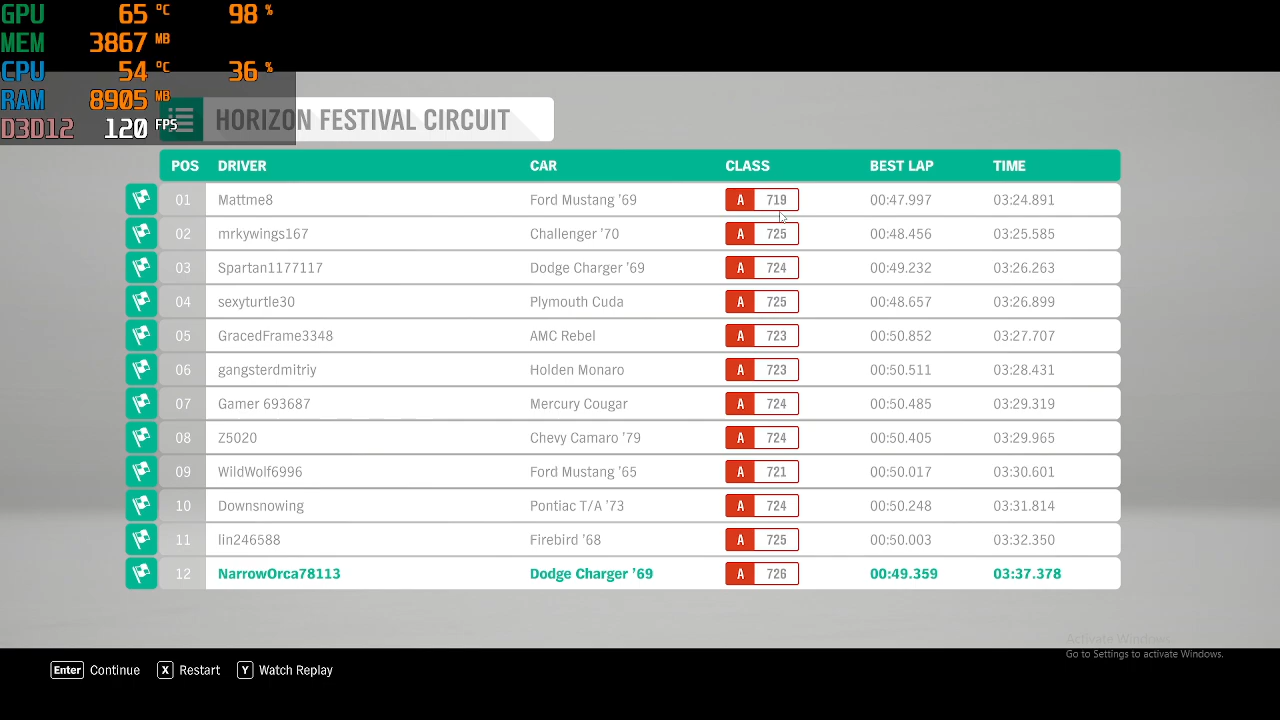 GPU 65 °C 98 %
MEM 3867 MB
CPU 54 °C 36 %
RAM 8905 MB
D3D12 120 FPS
HORIZON FESTIVAL CIRCUIT
POS DRIVER CAR CLASS BEST LAP TIME
01 Mattme8 Ford Mustang '69 A 719 00:47.997 03:24.891
02 mrkywings167 Challenger '70 A 725 00:48.456 03:25.585
03 Spartan1177117 Dodge Charger '69 A 724 00:49.232 03:26.263
04 sexyturtle30 Plymouth Cuda A 725 00:48.657 03:26.899
05 GracedFrame3348 AMC Rebel A 723 00:50.852 03:27.707
06 gangsterdmitriy Holden Monaro A 723 00:50.511 03:28.431
07 Gamer 693687 Mercury Cougar A 724 00:50.485 03:29.319
08 Z5020 Chevy Camaro '79 A 724 00:50.405 03:29.965
09 WildWolf6996 Ford Mustang '65 A 721 00:50.017 03:30.601
10 Downsnowing Pontiac T/A '73 A 724 00:50.248 03:31.814
11 lin246588 Firebird '68 A 725 00:50.003 03:32.350
12 NarrowOrca78113 Dodge Charger '69 A 726 00:49.359 03:37.378
Activate Windows
Go to Settings to activate Windows.
Enter Continue X Restart Y Watch Replay